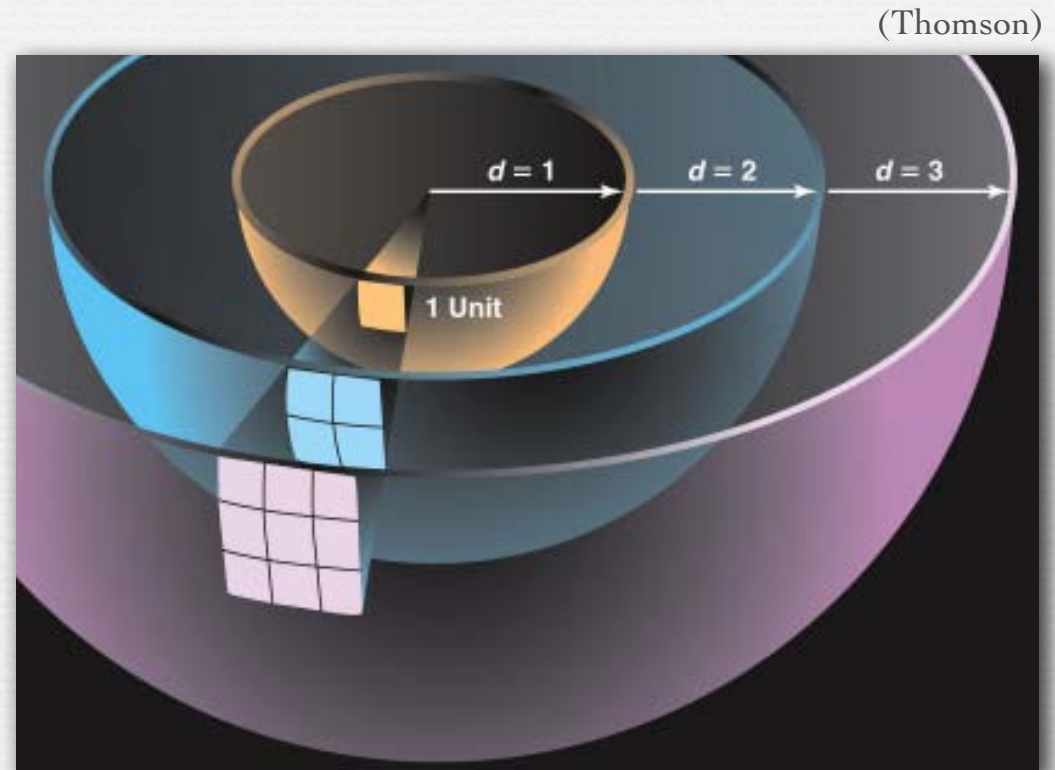 (Thomson)
d = 1
d = 2
d = 3
1 Unit